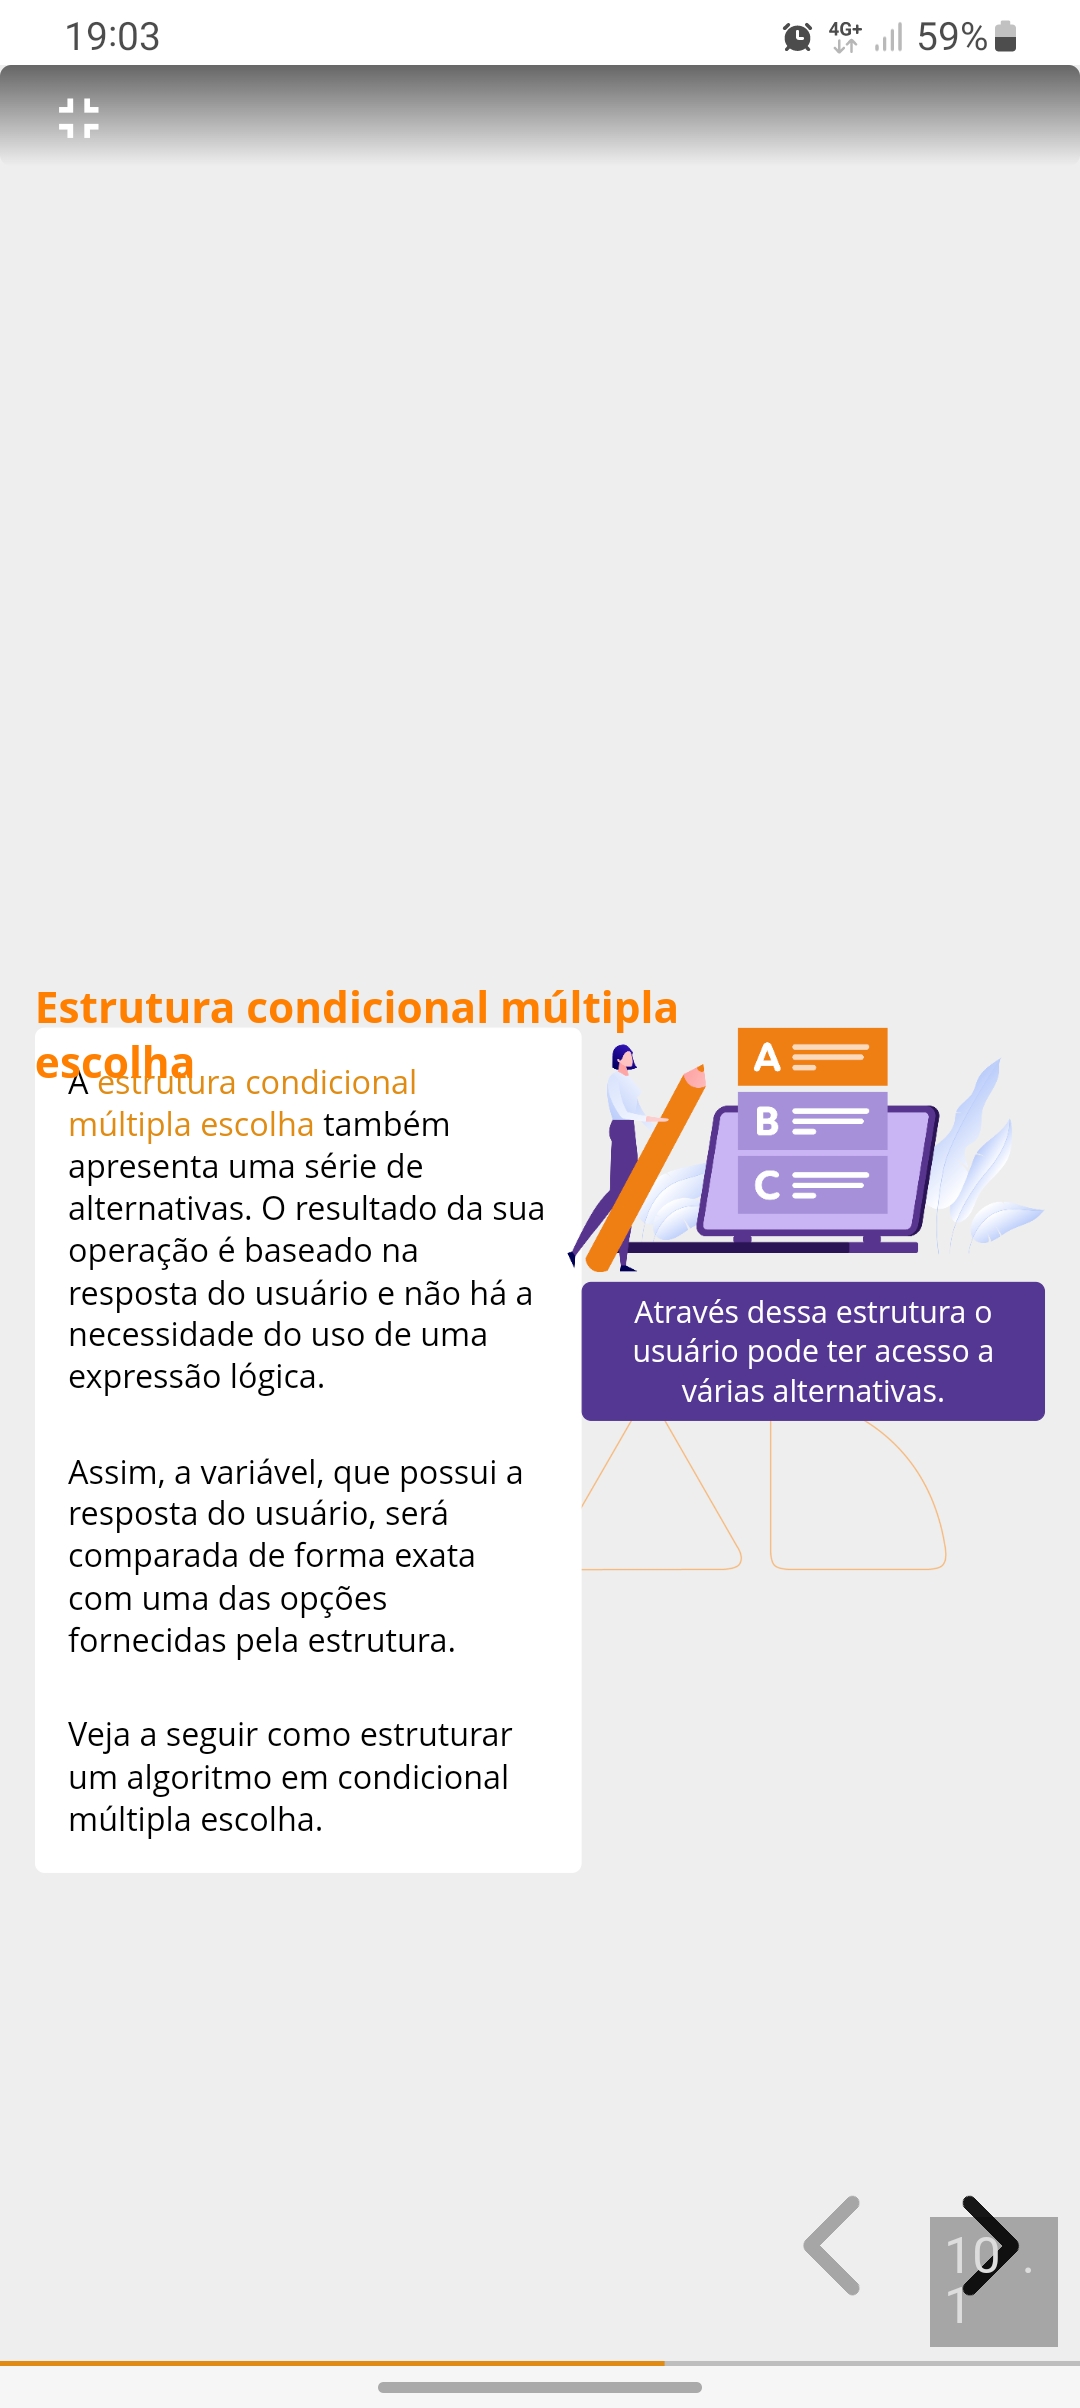 19:03
4G+
59%
Estrutura condicional múltipla
escolha
A estrutura condicional
múltipla escolha também
apresenta uma série de
alternativas. O resultado da sua
operação é baseado na
resposta do usuário e não há a
necessidade do uso de uma
expressão lógica.
Assim, a variável, que possui a
resposta do usuário, será
comparada de forma exata
com uma das opções
fornecidas pela estrutura.
Veja a seguir como estruturar
um algoritmo em condicional
múltipla escolha.
A
B
C
Através dessa estrutura o
usuário pode ter acesso a
várias alternativas.
10 .
1